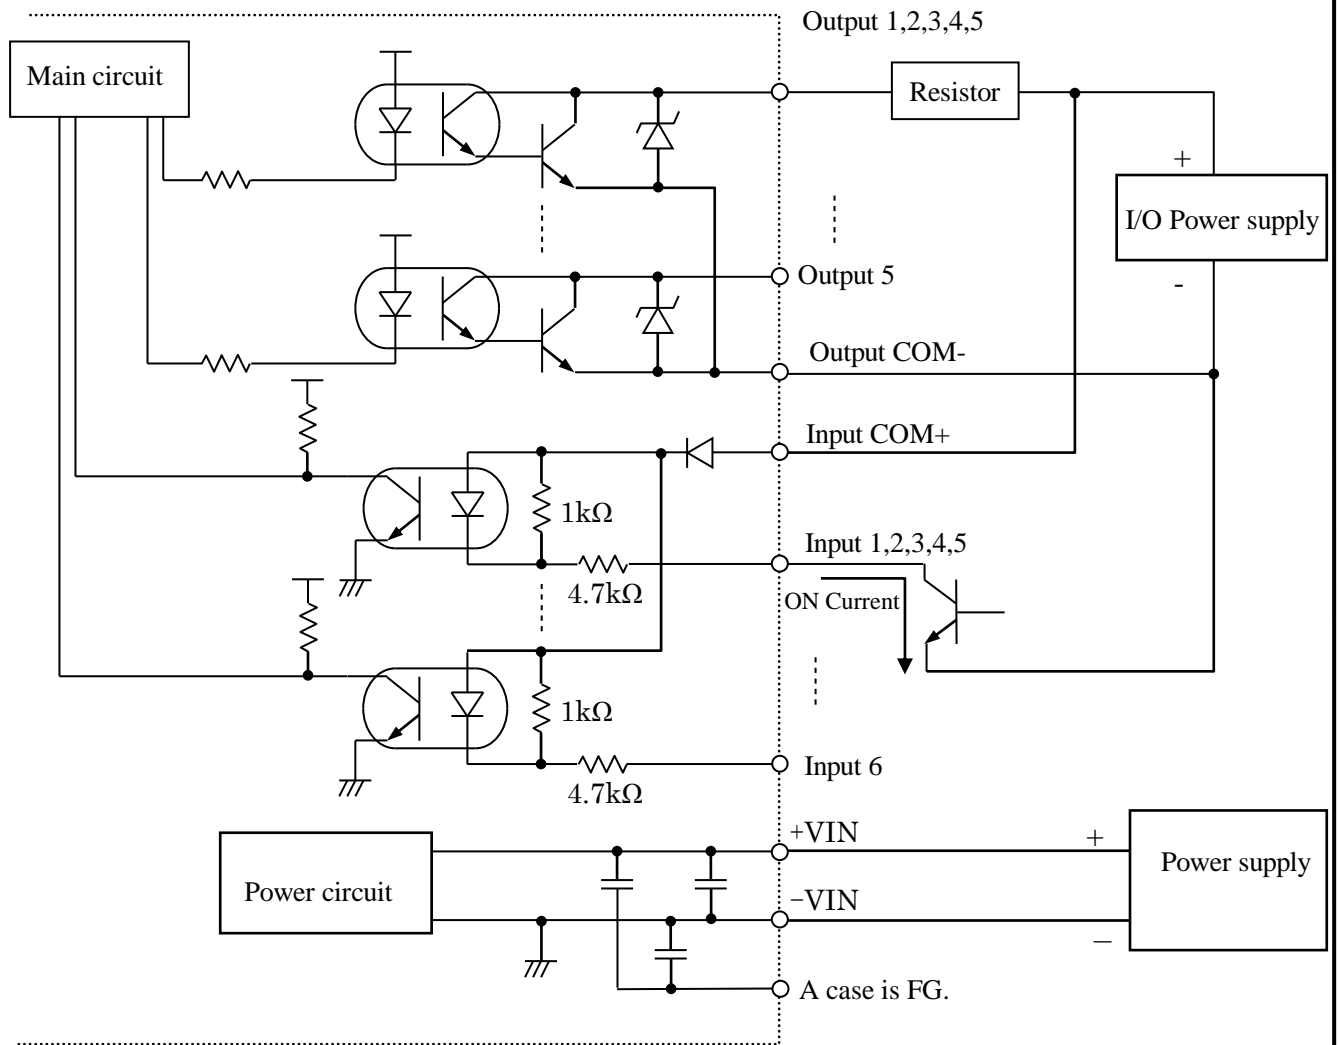 Output 1,2,3,4,5
Main circuit
Resistor
+
I/O Power supply
-
Output 5
Output COM-
Input COM+
1kΩ
Input 1,2,3,4,5
4.7kΩ
ON Current
1kΩ
Input 6
4.7kΩ
+VIN
+
Power supply
Power circuit
−VIN
−
A case is FG.